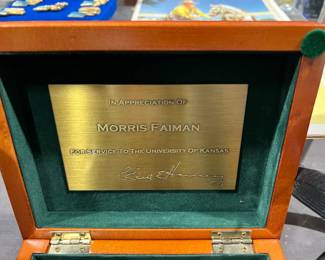 IN APPRECIATION OF
MORRIS FAIMAN
FOR SERVICE TO THE UNIVERSITY OF KANSAS